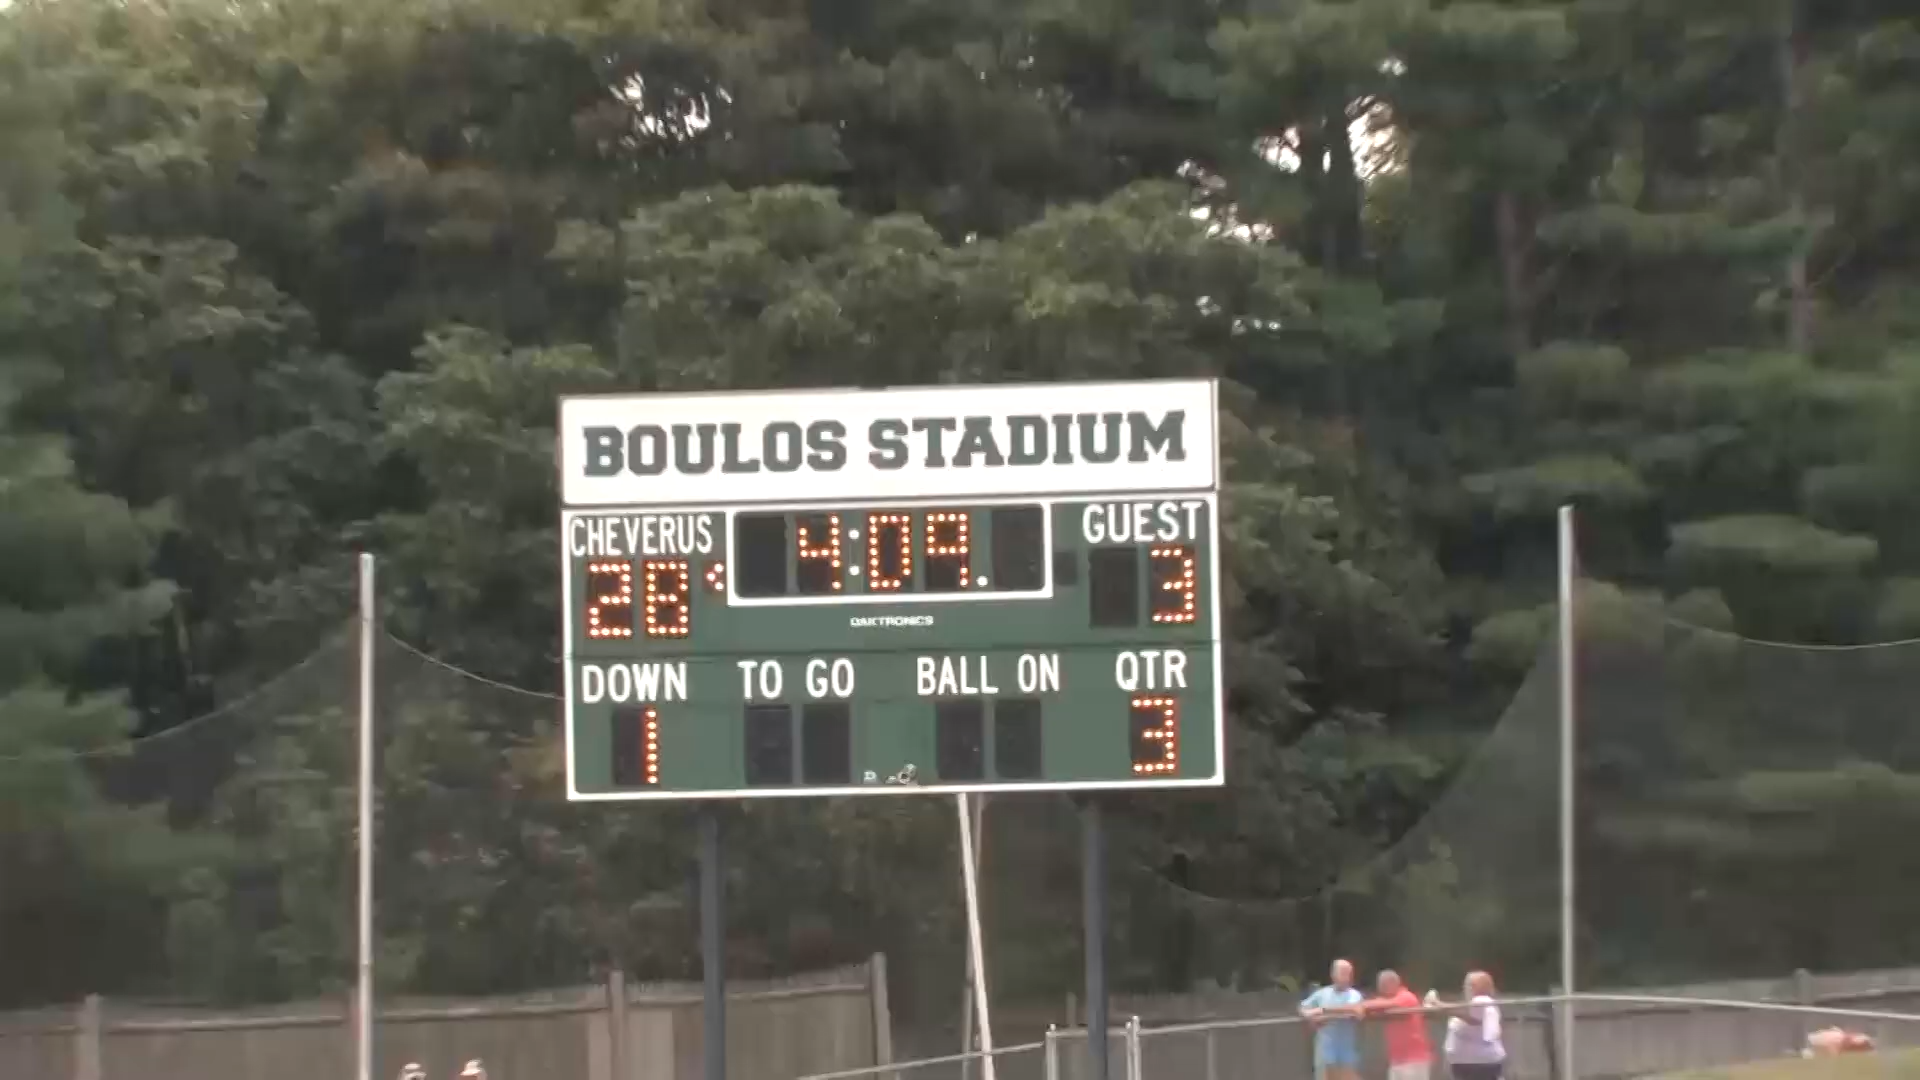 BOULOS STADIUM
CHEVERUS 4:09. GUEST
28 3
DAKTRONICS
DOWN TO GO BALL ON QTR
1 3